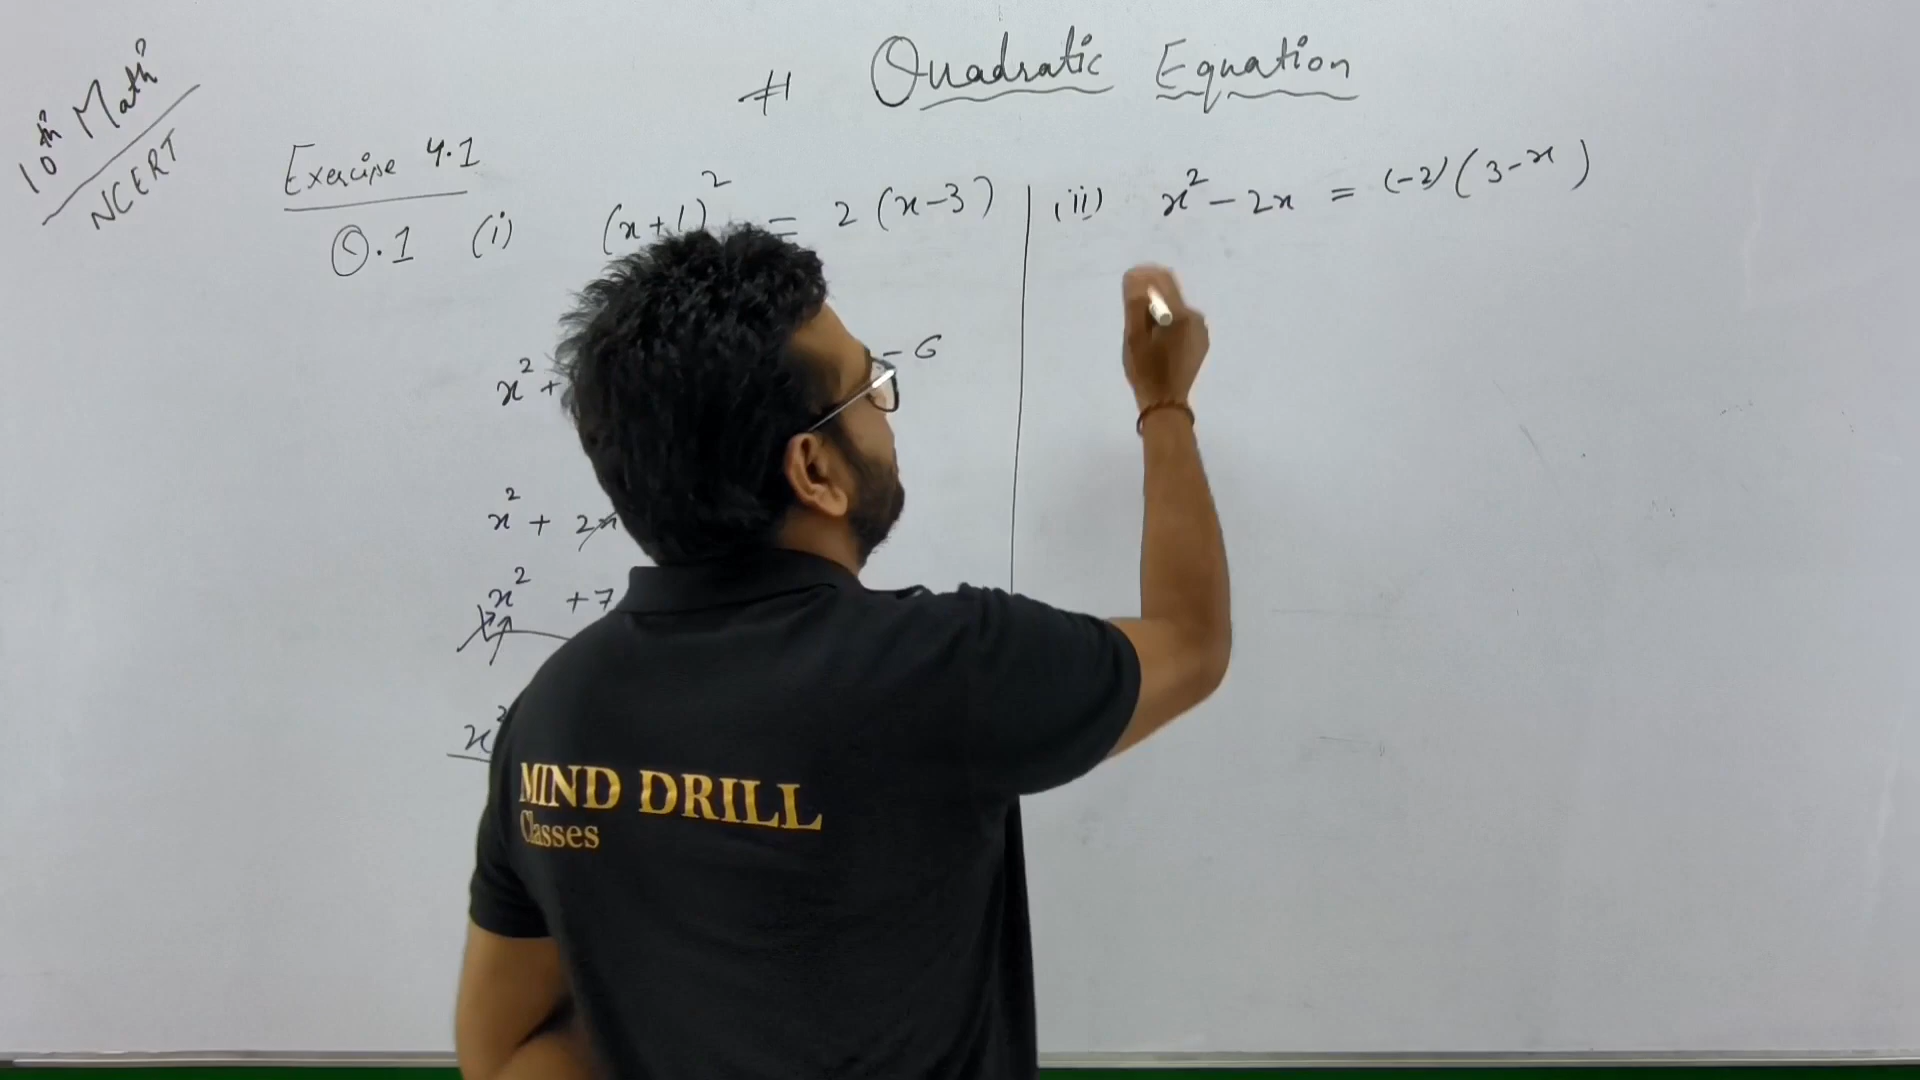 # Quadratic Equation
10th Math
NCERT
Exercise 4.1
Q.1 (i) (x+1)² = 2(x-3)
x² + - 6
x² + 2x
x² + 7
x²
(ii) x² - 2x = (-2)(3-x)
MIND DRILL
Classes